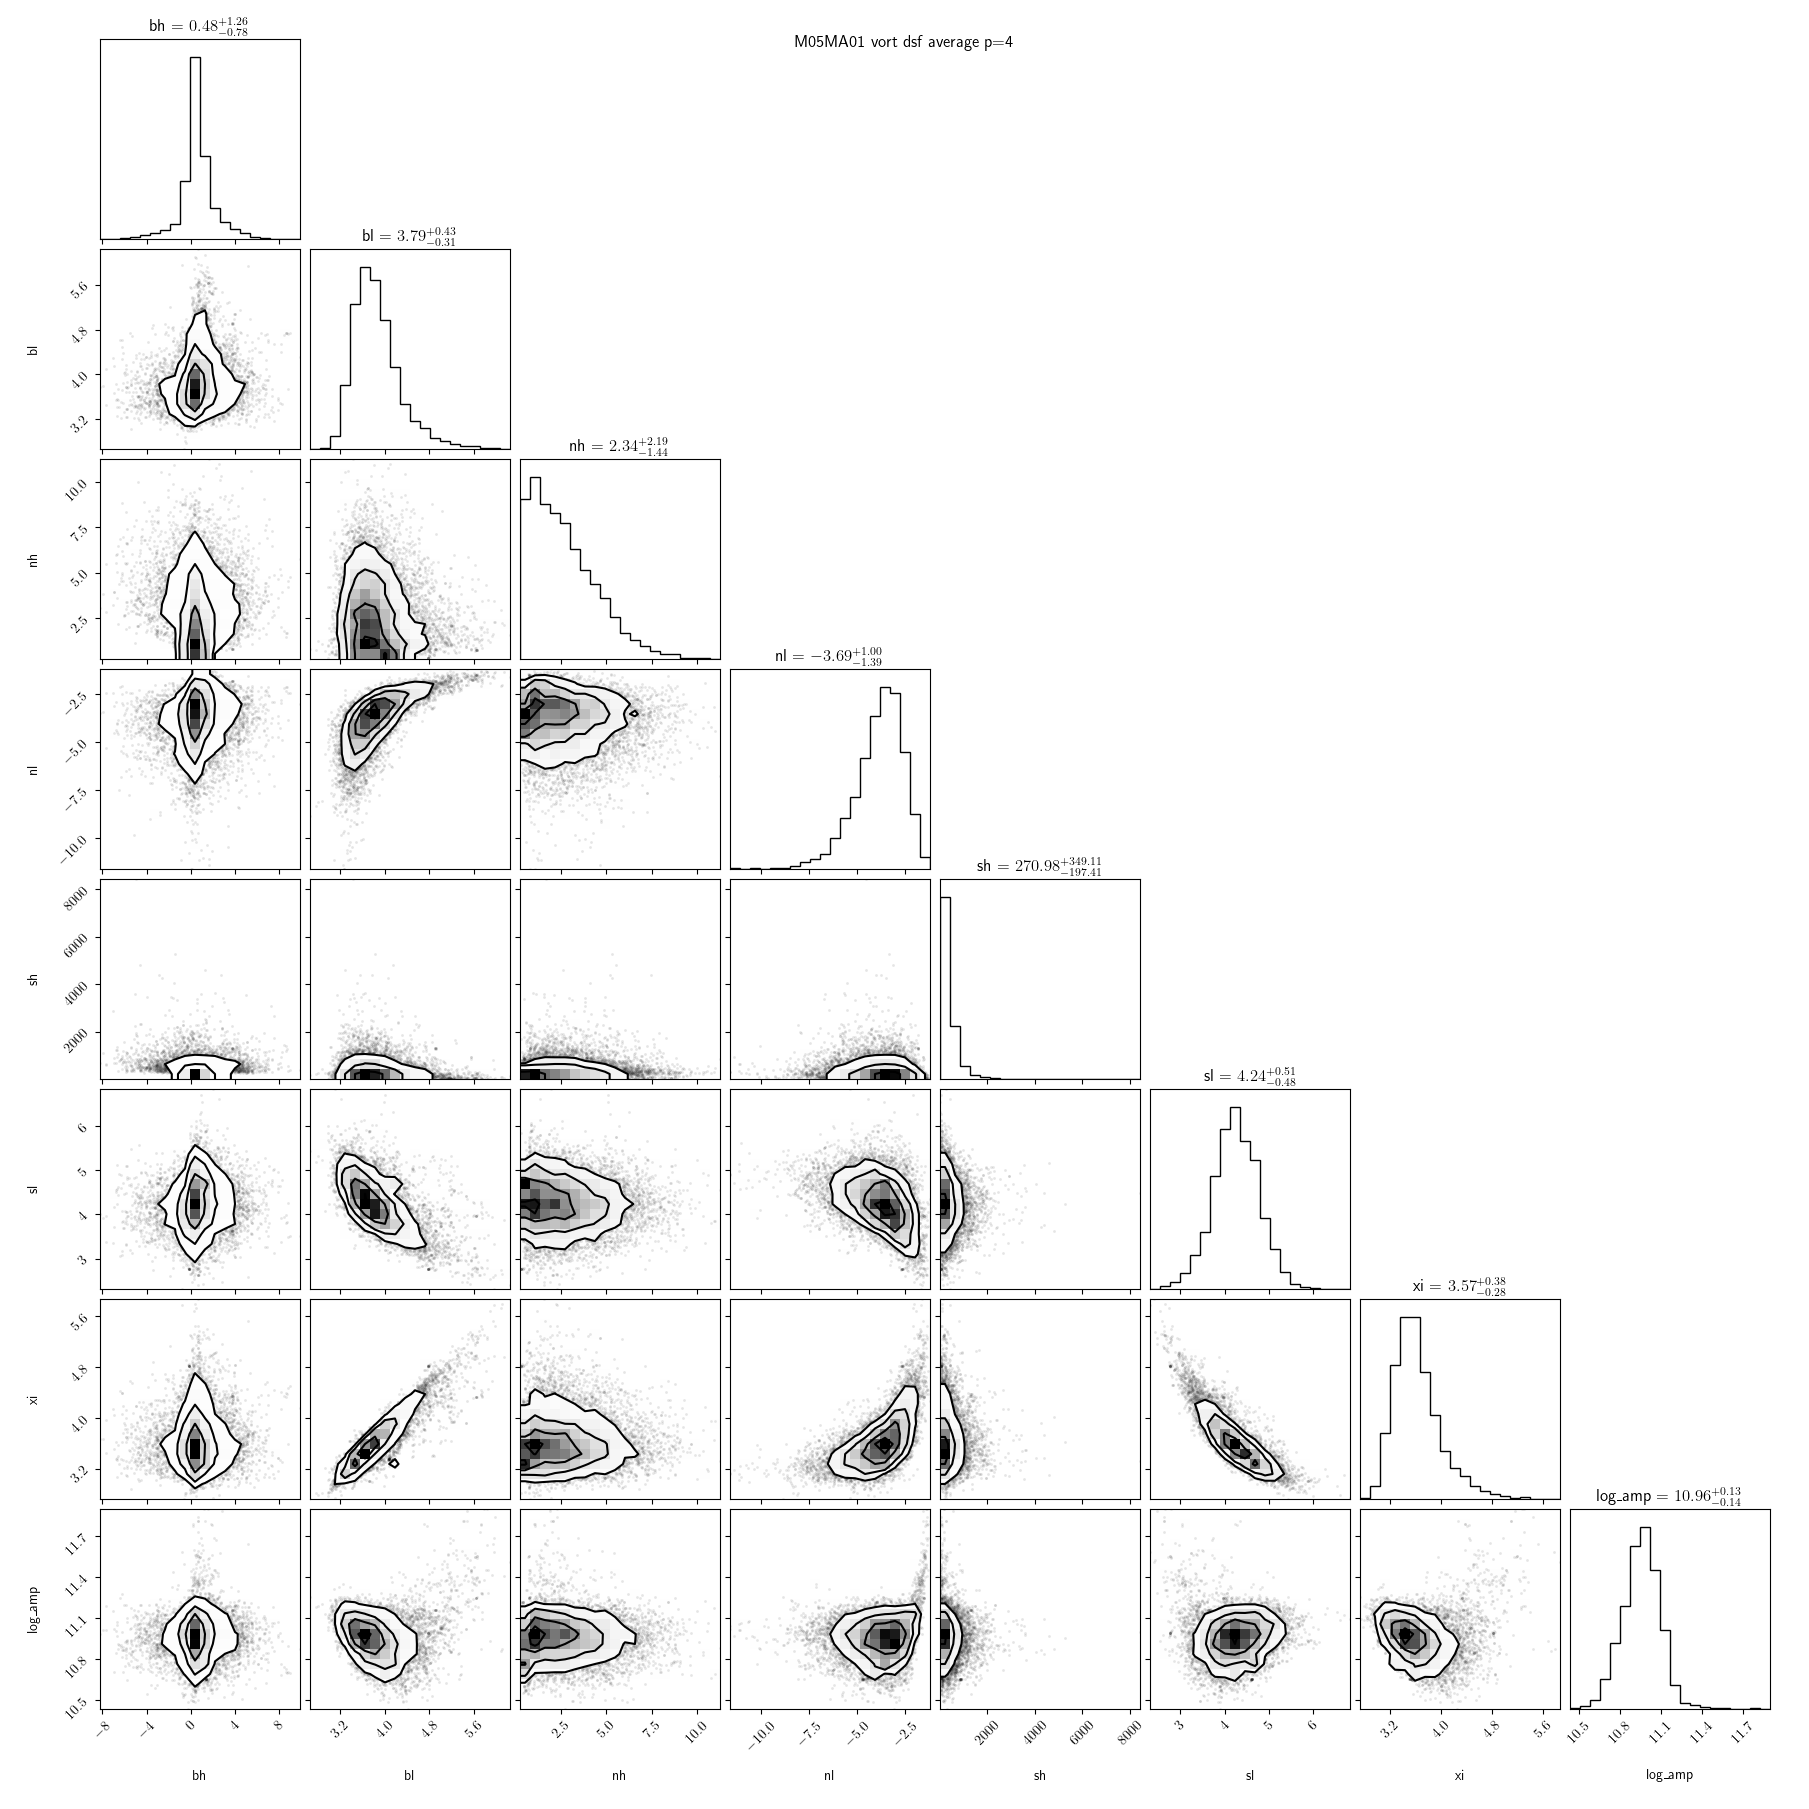 bh = 0.48 +1.26 −0.78
M05MA01 vort dsf average p=4
bl = 3.79 +0.43 −0.31
bl
5.6
4.8
4.0
3.2
nh = 2.34 +2.19 −1.44
nh
10.0
7.5
5.0
2.5
nl = −3.69 +1.00 −1.39
nl
−2.5
−5.0
−7.5
−10.0
sh = 270.98 +349.11 −197.41
sh
8000
6000
4000
2000
sl = 4.24 +0.51 −0.48
sl
6
5
4
3
xi = 3.57 +0.38 −0.28
xi
5.6
4.8
4.0
3.2
log_amp = 10.96 +0.13 −0.14
log_amp
11.7
11.4
11.1
10.8
10.5
−8 −4 0 4 8 3.2 4.0 4.8 5.6 2.5 5.0 7.5 10.0 −10.0 −7.5 −5.0 −2.5 2000 4000 6000 8000 3 4 5 6 3.2 4.0 4.8 5.6 10.5 10.8 11.1 11.4 11.7
bh bl nh nl sh sl xi log_amp